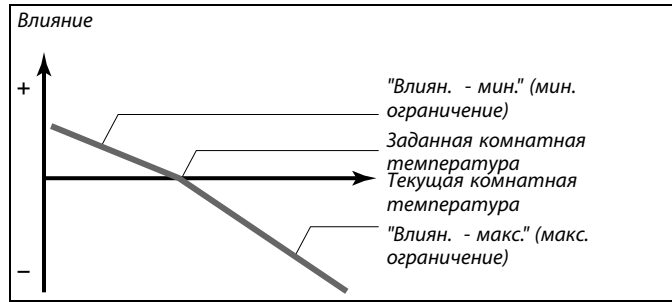 Влияние
+
"Влиян. - мин." (мин.
ограничение)
Заданная комнатная
температура
Текущая комнатная
температура
"Влиян. - макс." (макс.
ограничение)
–